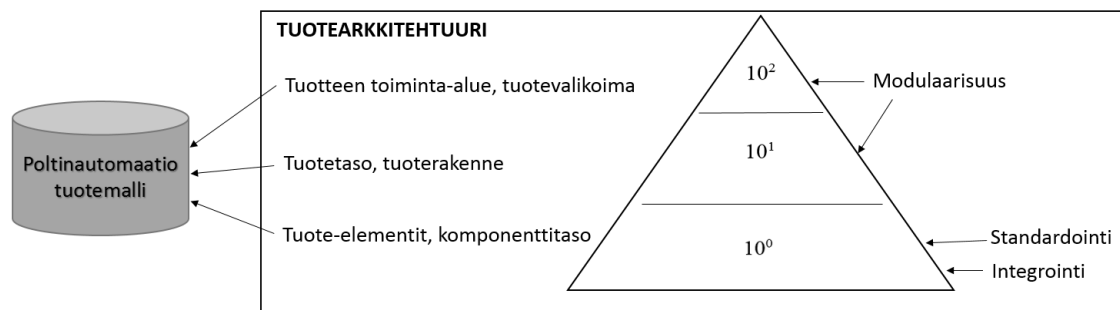 TUOTEARKKITEHTUURI
Tuotteen toiminta-alue, tuotevalikoima
10²
Modulaarisuus
Poltinautomaatio
tuotemalli
Tuotetaso, tuoterakenne
10¹
Tuote-elementit, komponenttitaso
10⁰
Standardointi
Integrointi